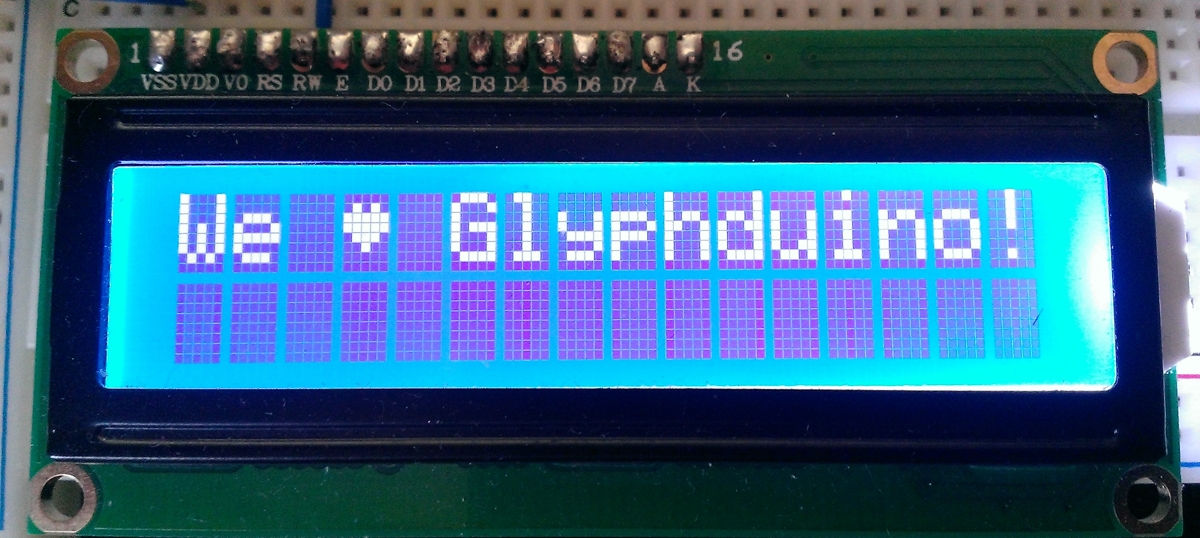 C
1 16
VSS VDD V0 RS RW E D0 D1 D2 D3 D4 D5 D6 D7 A K
We ♥ Glyphduino!